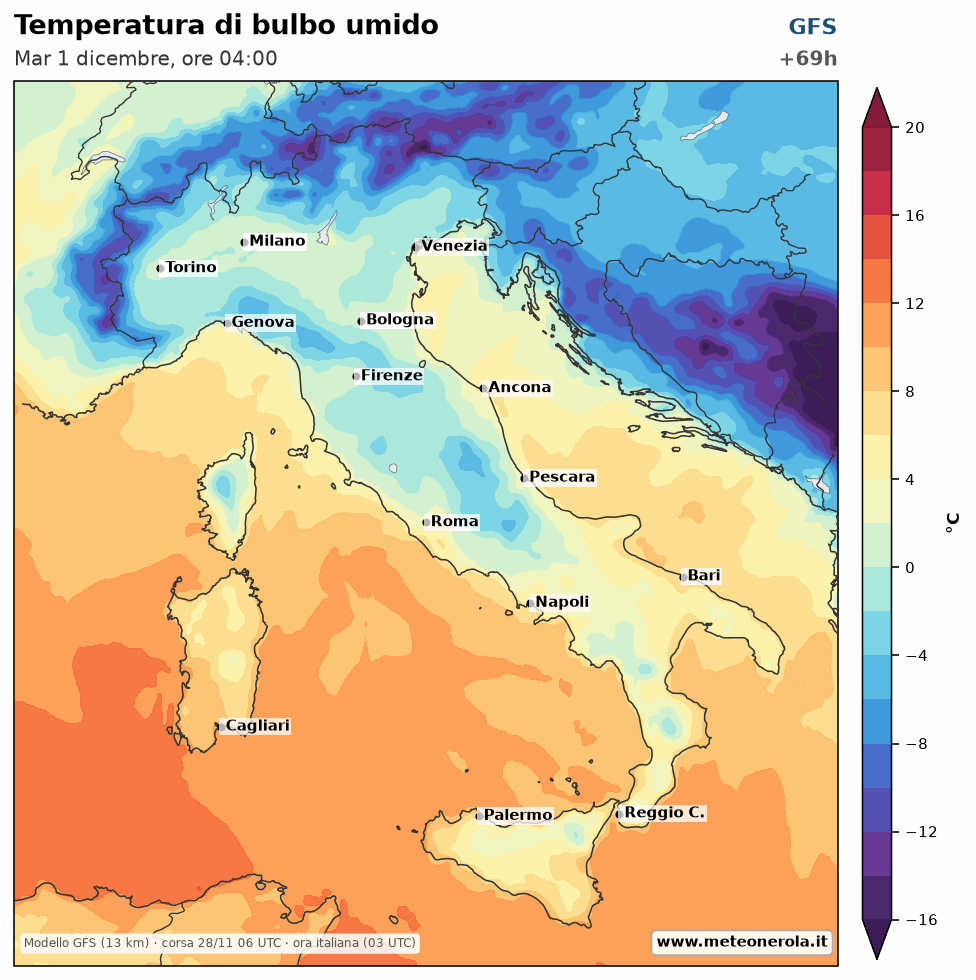 Temperatura di bulbo umido
GFS
Mar 1 dicembre, ore 04:00
+69h
Milano
Venezia
Torino
Genova
Bologna
Firenze
Ancona
Pescara
Roma
Bari
Napoli
Cagliari
Palermo
Reggio C.
20
16
12
8
4
0
−4
−8
−12
−16
°C
Modello GFS (13 km) · corsa 28/11 06 UTC · ora italiana (03 UTC)
www.meteonerola.it